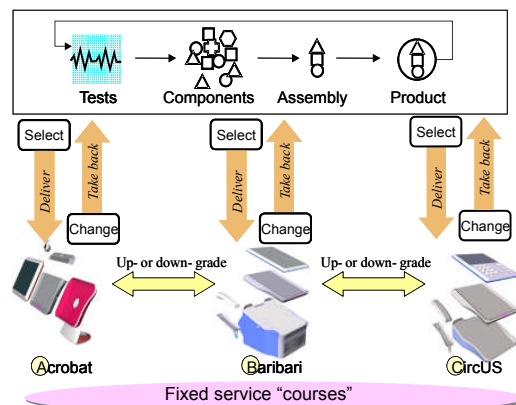 Tests Components Assembly Product
Select Select Select
Deliver Take back Deliver Take back Deliver Take back
Change Change Change
Up- or down- grade Up- or down- grade
Acrobat Baribari CircUS
Fixed service “courses”